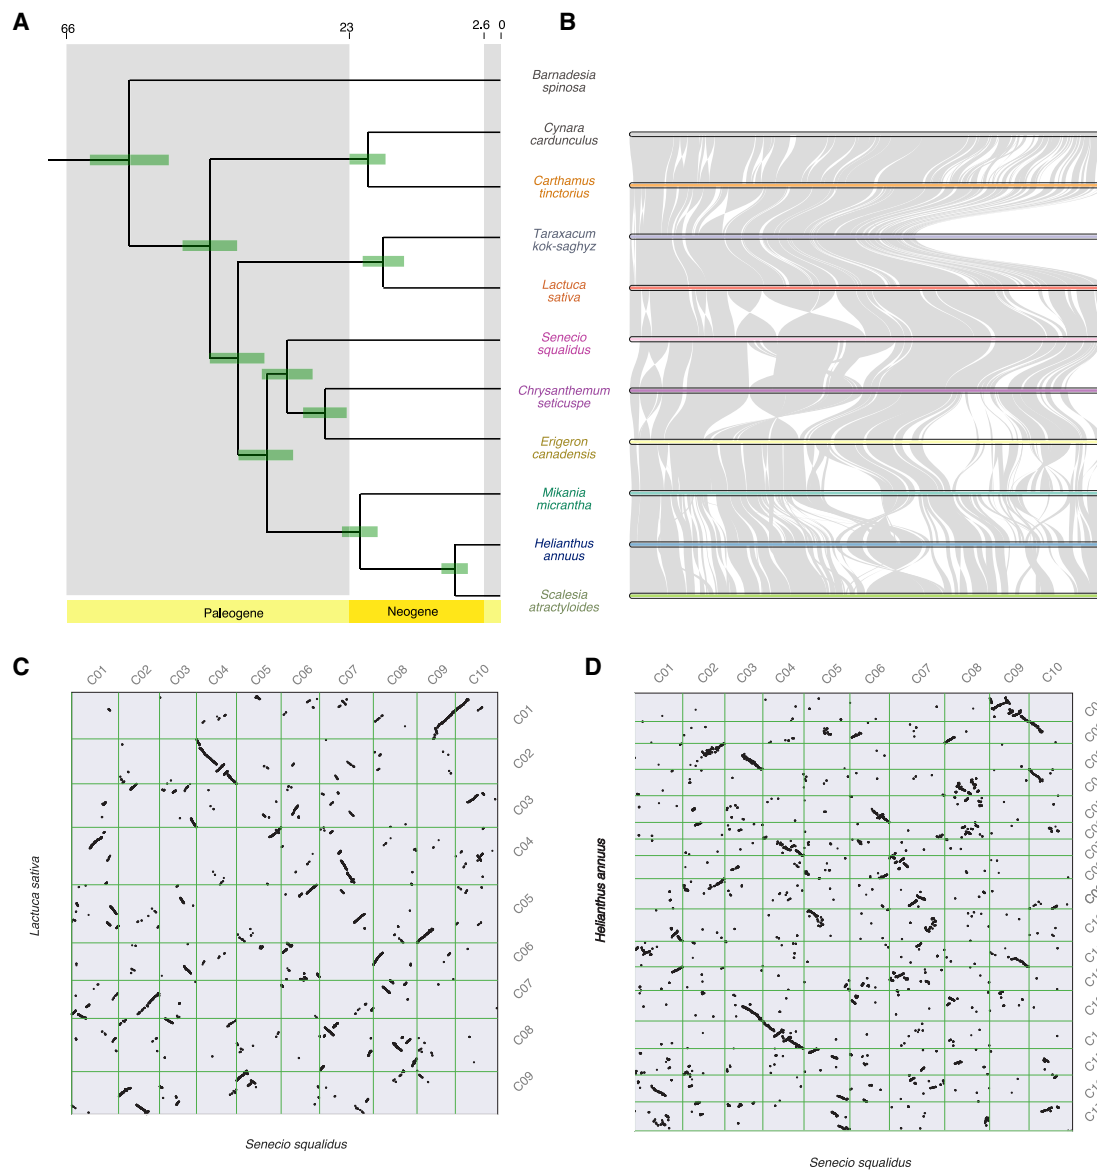 A
B
66
23
2.6
0
Barnadesia
spinosa
Cynara
cardunculus
Carthamus
tinctorius
Taraxacum
kok-saghyz
Lactuca
sativa
Senecio
squalidus
Chrysanthemum
seticuspe
Erigeron
canadensis
Mikania
micrantha
Helianthus
annuus
Scalesia
atractyloides
Paleogene
Neogene
C
C01
C02
C03
C04
C05
C06
C07
C08
C09
C10
C01
C02
C03
C04
C05
C06
C07
C08
C09
Lactuca sativa
Senecio squalidus
D
C01
C02
C03
C04
C05
C06
C07
C08
C09
C10
Helianthus annuus
Senecio squalidus